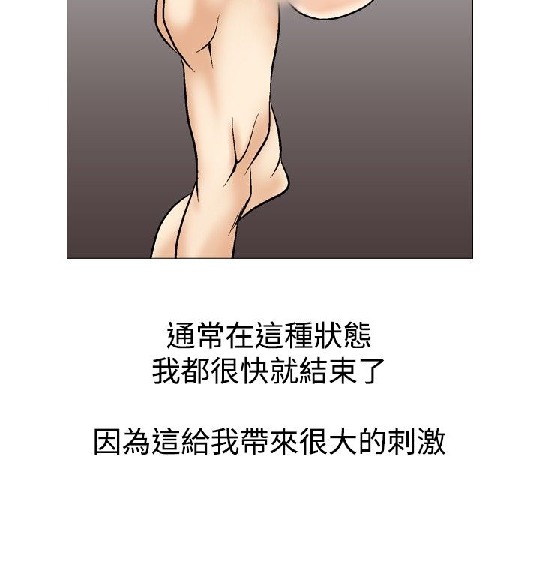 通常在這種狀態
我都很快就結束了
因為這給我帶來很大的刺激